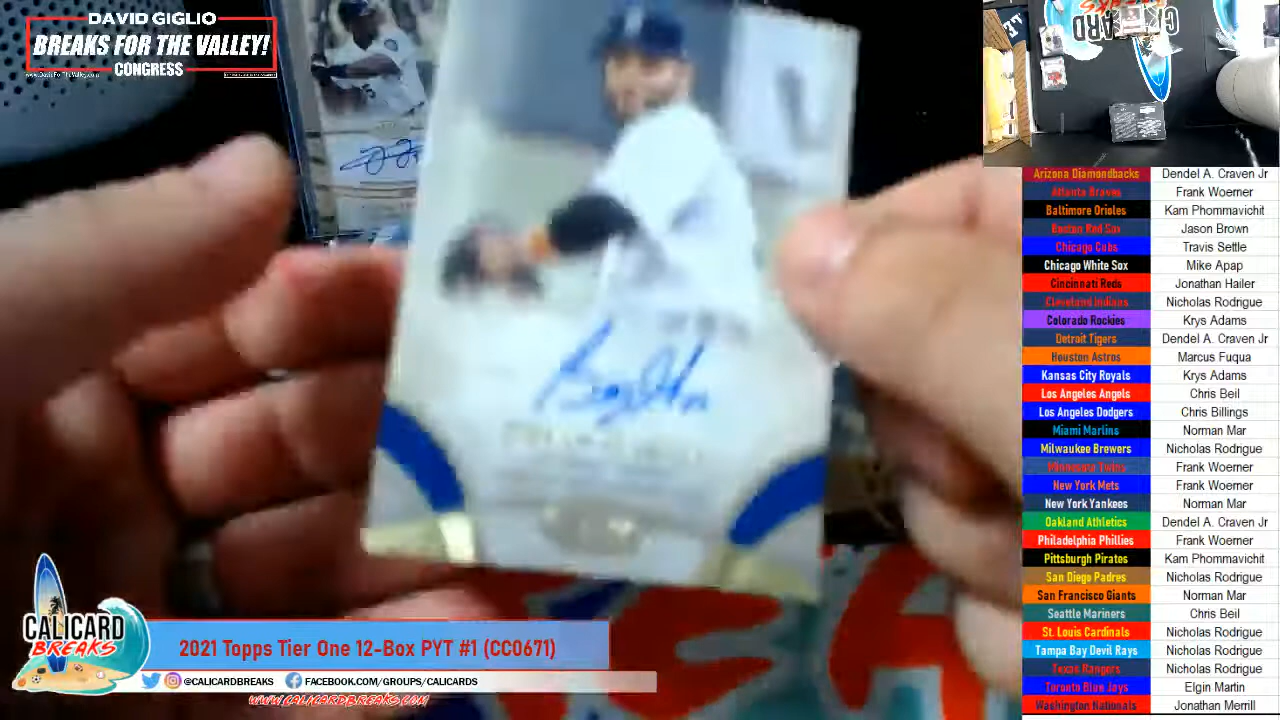 DAVID GIGLIO
BREAKS FOR THE VALLEY!
CONGRESS
Arizona Diamondbacks Dendel A. Craven Jr
Atlanta Braves Frank Woerner
Baltimore Orioles Kam Phommavichit
Boston Red Sox Jason Brown
Chicago Cubs Travis Settle
Chicago White Sox Mike Apap
Cincinnati Reds Jonathan Hailer
Cleveland Indians Nicholas Rodrigue
Colorado Rockies Krys Adams
Detroit Tigers Dendel A. Craven Jr
Houston Astros Marcus Fuqua
Kansas City Royals Krys Adams
Los Angeles Angels Chris Beil
Los Angeles Dodgers Chris Billings
Miami Marlins Norman Mar
Milwaukee Brewers Nicholas Rodrigue
Minnesota Twins Frank Woerner
New York Mets Frank Woerner
New York Yankees Norman Mar
Oakland Athletics Dendel A. Craven Jr
Philadelphia Phillies Frank Woerner
Pittsburgh Pirates Kam Phommavichit
San Diego Padres Nicholas Rodrigue
San Francisco Giants Norman Mar
Seattle Mariners Chris Beil
St. Louis Cardinals Nicholas Rodrigue
Tampa Bay Devil Rays Nicholas Rodrigue
Texas Rangers Nicholas Rodrigue
Toronto Blue Jays Elgin Martin
Washington Nationals Jonathan Merrill
CALICARD
BREAKS
2021 Topps Tier One 12-Box PYT #1 (CC0671)
@CALICARDBREAKS FACEBOOK.COM/GROUPS/CALICARDS
WWW.CALICARDBREAKS.COM